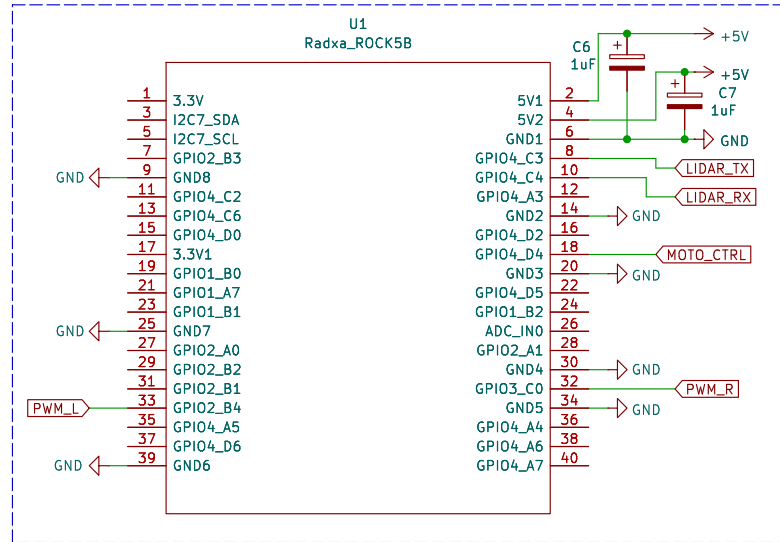 U1
Radxa_ROCK5B
C6
1uF
+5V
+5V
C7
1uF
1 3.3V 5V1 2
3 I2C7_SDA 5V2 4
5 I2C7_SCL GND1 6 GND
7 GPIO2_B3 GPIO4_C3 8 LIDAR_TX
GND 9 GND8 GPIO4_C4 10 LIDAR_RX
11 GPIO4_C2 GPIO4_A3 12
13 GPIO4_C6 GND2 14 GND
15 GPIO4_D0 GPIO4_D2 16
17 3.3V1 GPIO4_D4 18 MOTO_CTRL
19 GPIO1_B0 GND3 20 GND
21 GPIO1_A7 GPIO4_D5 22
23 GPIO1_B1 GPIO1_B2 24
GND 25 GND7 ADC_IN0 26
27 GPIO2_A0 GPIO2_A1 28
29 GPIO2_B2 GND4 30 GND
31 GPIO2_B1 GPIO3_C0 32 PWM_R
PWM_L 33 GPIO2_B4 GND5 34 GND
35 GPIO4_A5 GPIO4_A4 36
37 GPIO4_D6 GPIO4_A6 38
GND 39 GND6 GPIO4_A7 40